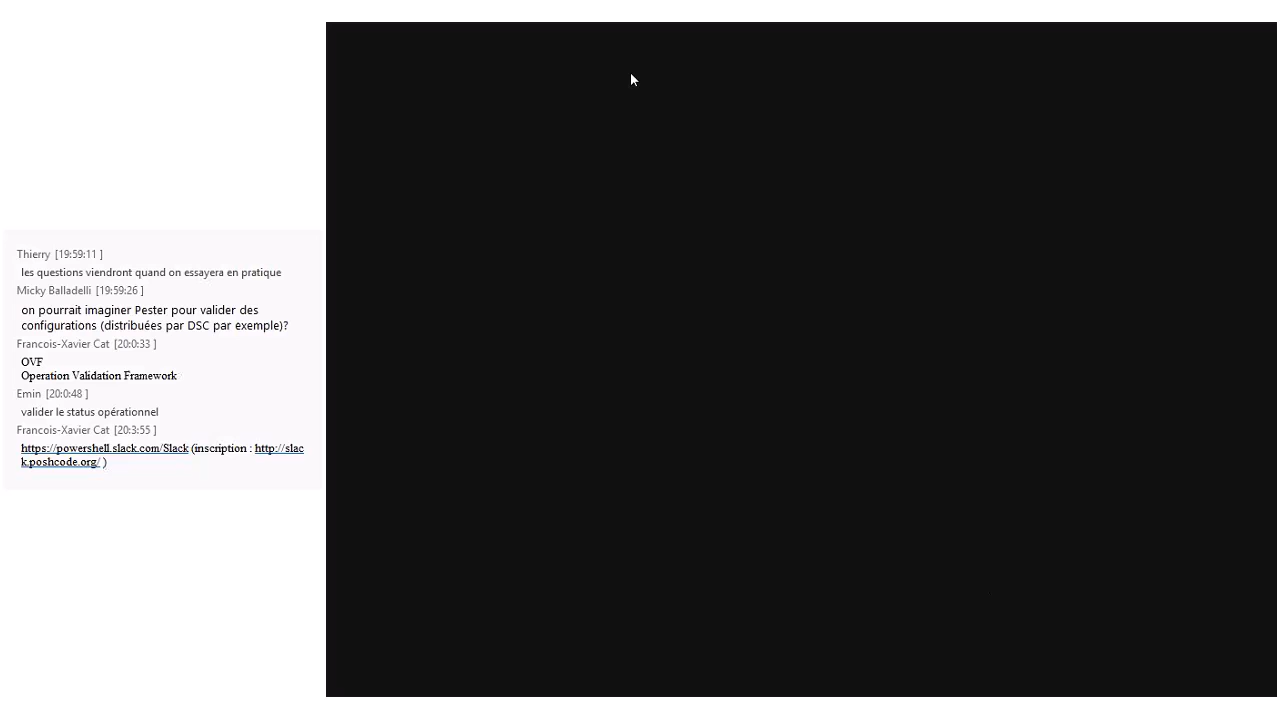 Thierry [19:59:11 ]
les questions viendront quand on essayera en pratique
Micky Balladelli [19:59:26 ]
on pourrait imaginer Pester pour valider des
configurations (distribuées par DSC par exemple)?
Francois-Xavier Cat [20:0:33 ]
OVF
Operation Validation Framework
Emin [20:0:48 ]
valider le status opérationnel
Francois-Xavier Cat [20:3:55 ]
https://powershell.slack.com/Slack (inscription : http://slac
k.poshcode.org/ )